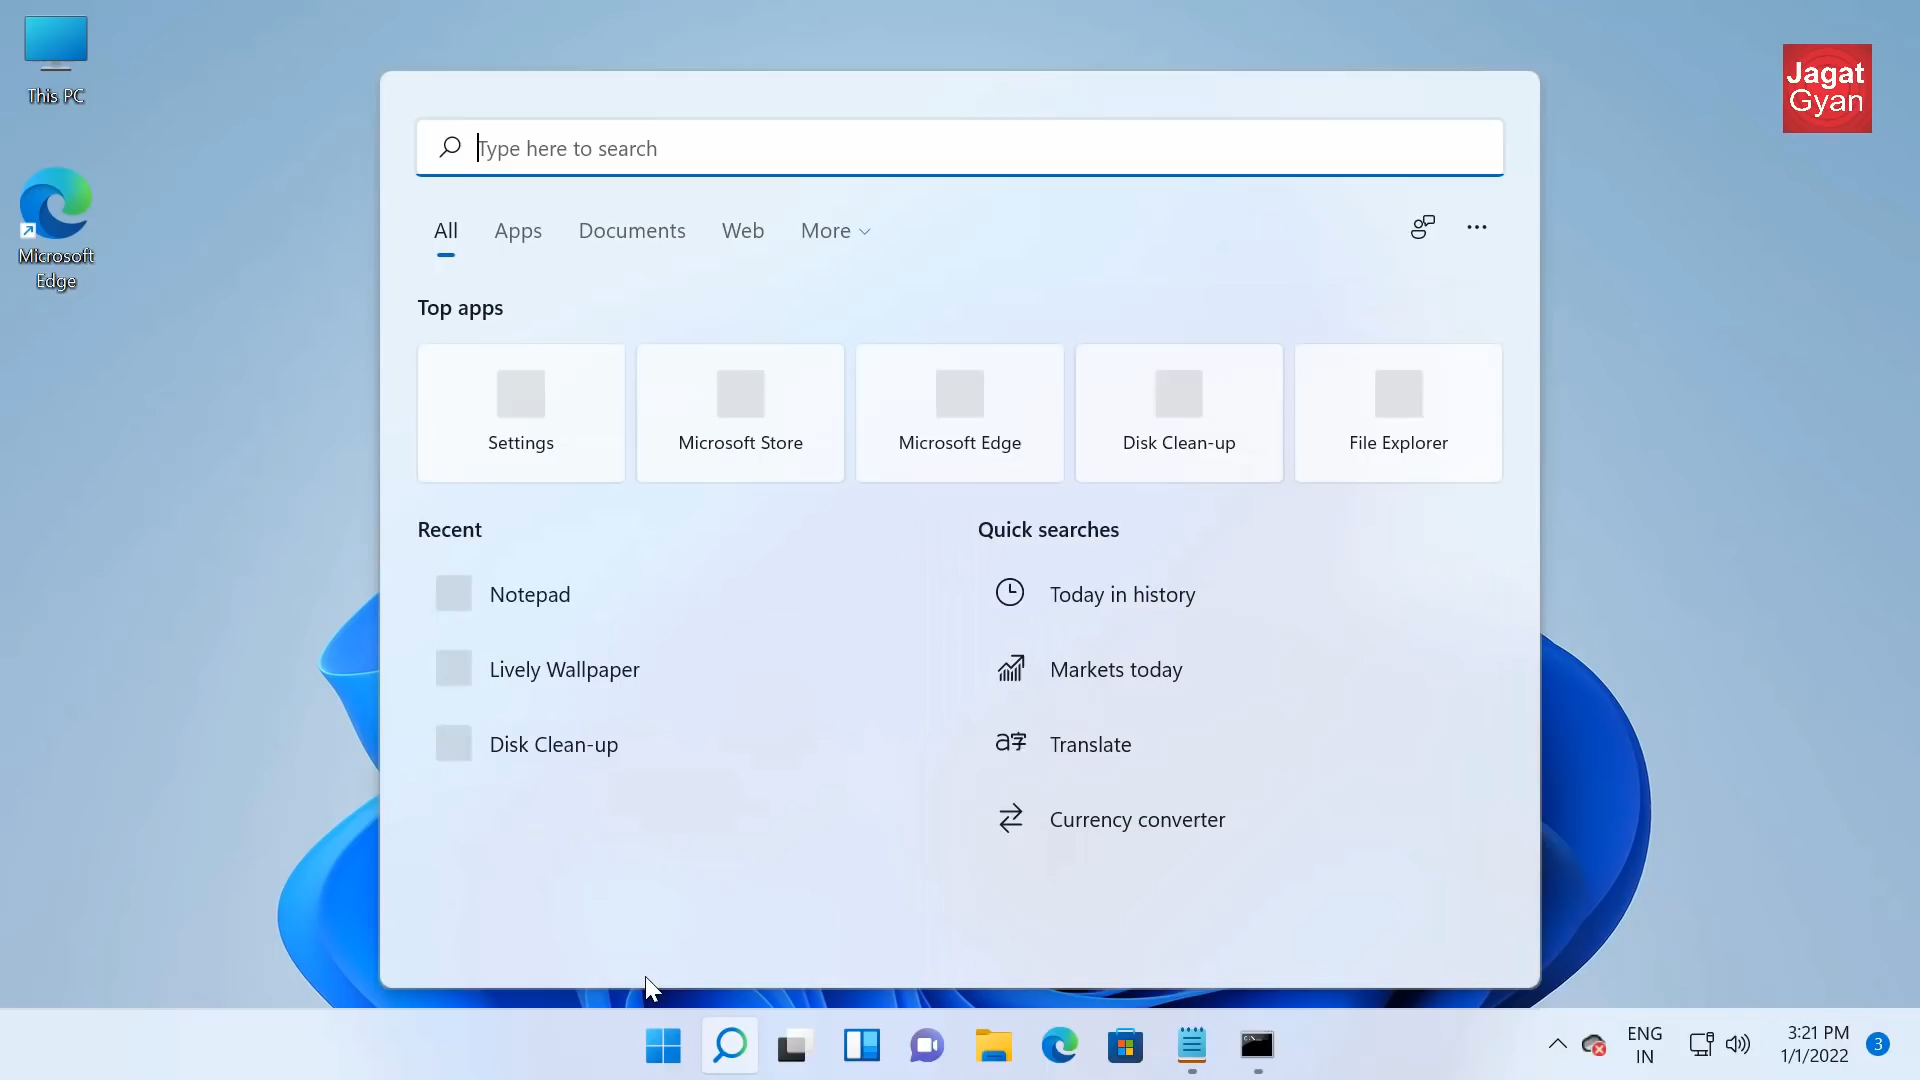 This PC
Microsoft
Edge
Jagat
Gyan
Type here to search
All
Apps
Documents
Web
More
Top apps
Settings
Microsoft Store
Microsoft Edge
Disk Clean-up
File Explorer
Recent
Notepad
Lively Wallpaper
Disk Clean-up
Quick searches
Today in history
Markets today
Translate
Currency converter
ENG
IN
3:21 PM
1/1/2022
3